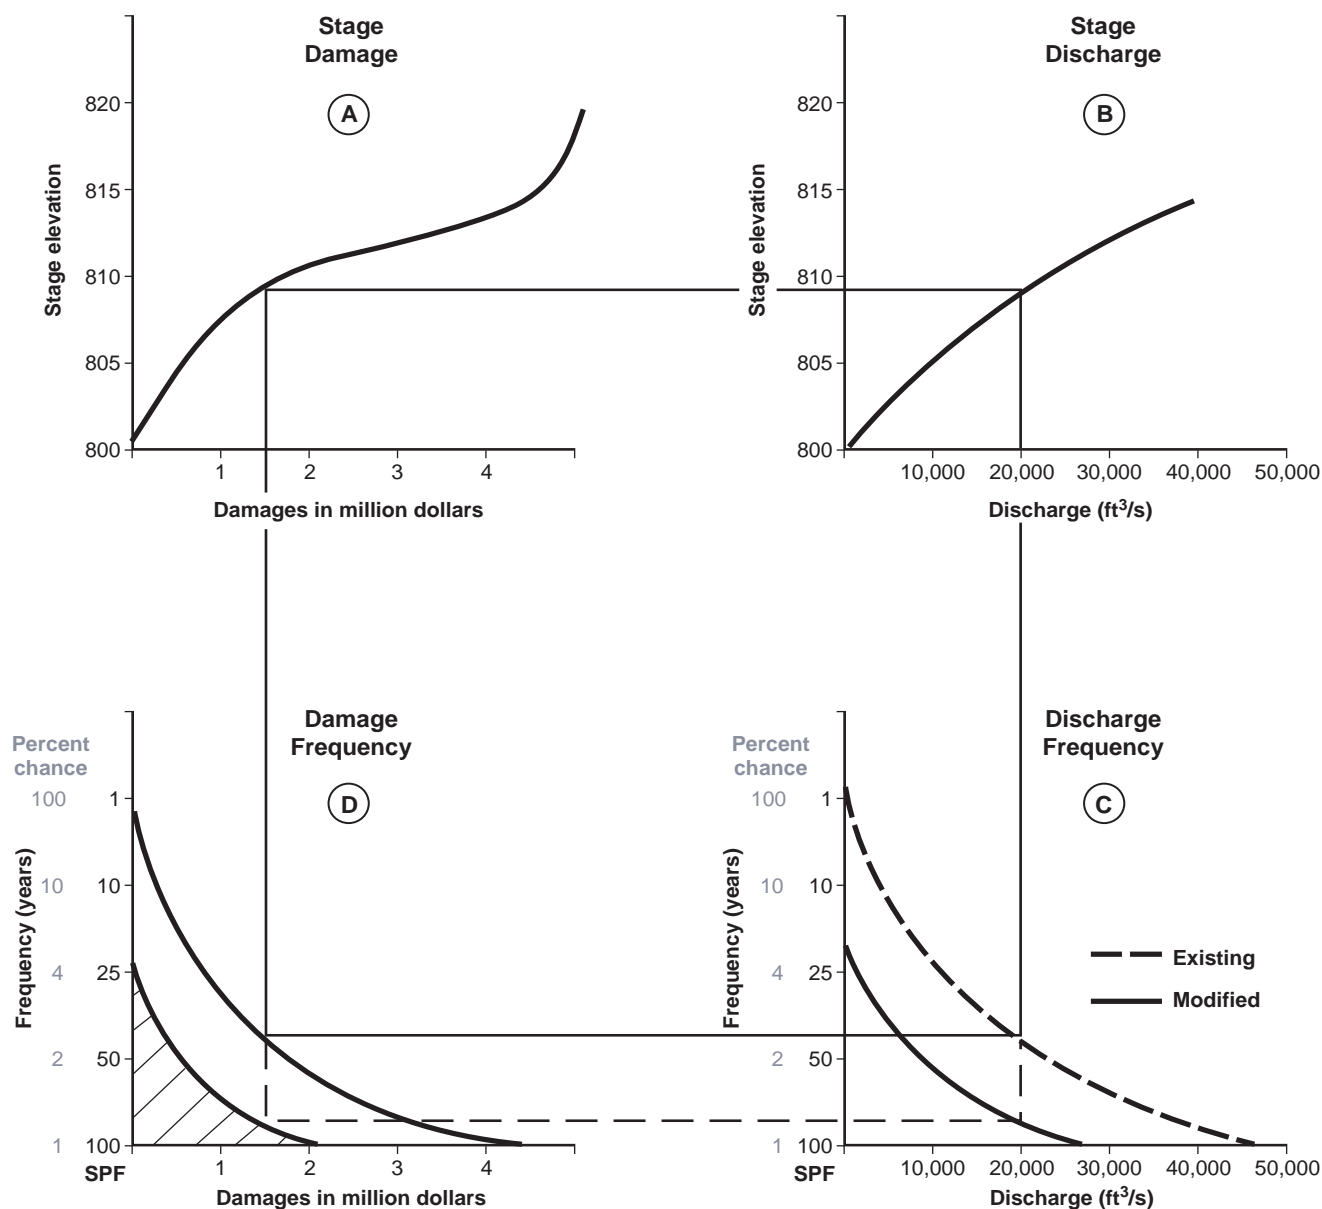 Stage
Damage
A
820
815
810
805
800
Stage elevation
1 2 3 4
Damages in million dollars
Stage
Discharge
B
820
815
810
805
800
Stage elevation
10,000 20,000 30,000 40,000 50,000
Discharge (ft³/s)
Damage
Frequency
D
Percent
chance
100 1
10 10
4 25
2 50
1 100
SPF
Frequency (years)
1 2 3 4
Damages in million dollars
Discharge
Frequency
C
Percent
chance
100 1
10 10
4 25
2 50
1 100
SPF
Frequency (years)
Existing
Modified
10,000 20,000 30,000 40,000 50,000
Discharge (ft³/s)